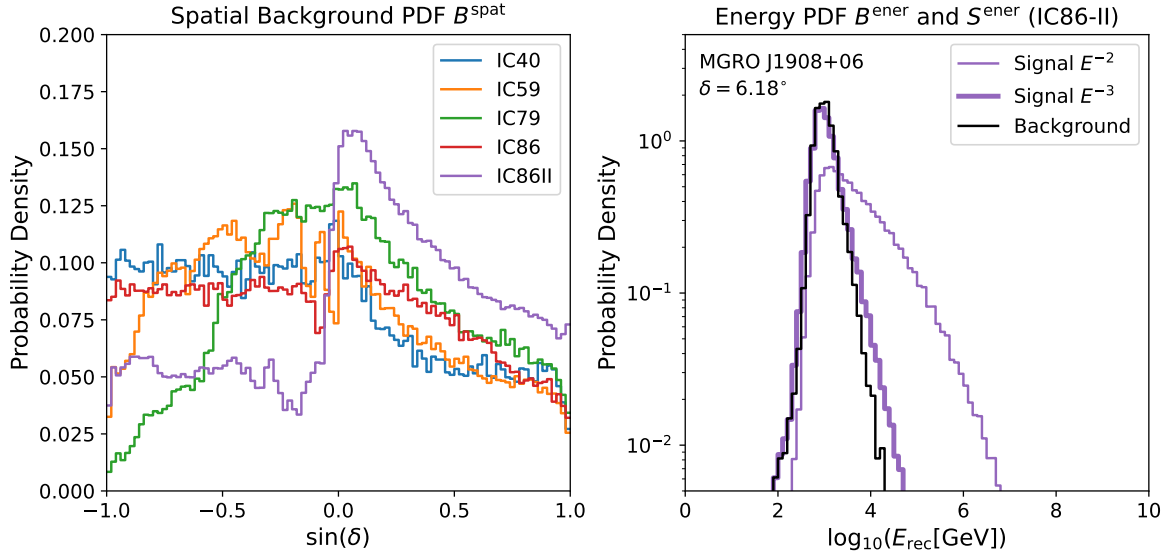 Spatial Background PDF B^spat
0.200
0.175
0.150
0.125
0.100
0.075
0.050
0.025
0.000
Probability Density
−1.0
−0.5
0.0
0.5
1.0
sin(δ)
IC40
IC59
IC79
IC86
IC86II
Energy PDF B^ener and S^ener (IC86-II)
MGRO J1908+06
δ = 6.18°
Signal E^−2
Signal E^−3
Background
10^0
10^−1
10^−2
Probability Density
0
2
4
6
8
10
log₁₀(E_rec[GeV])